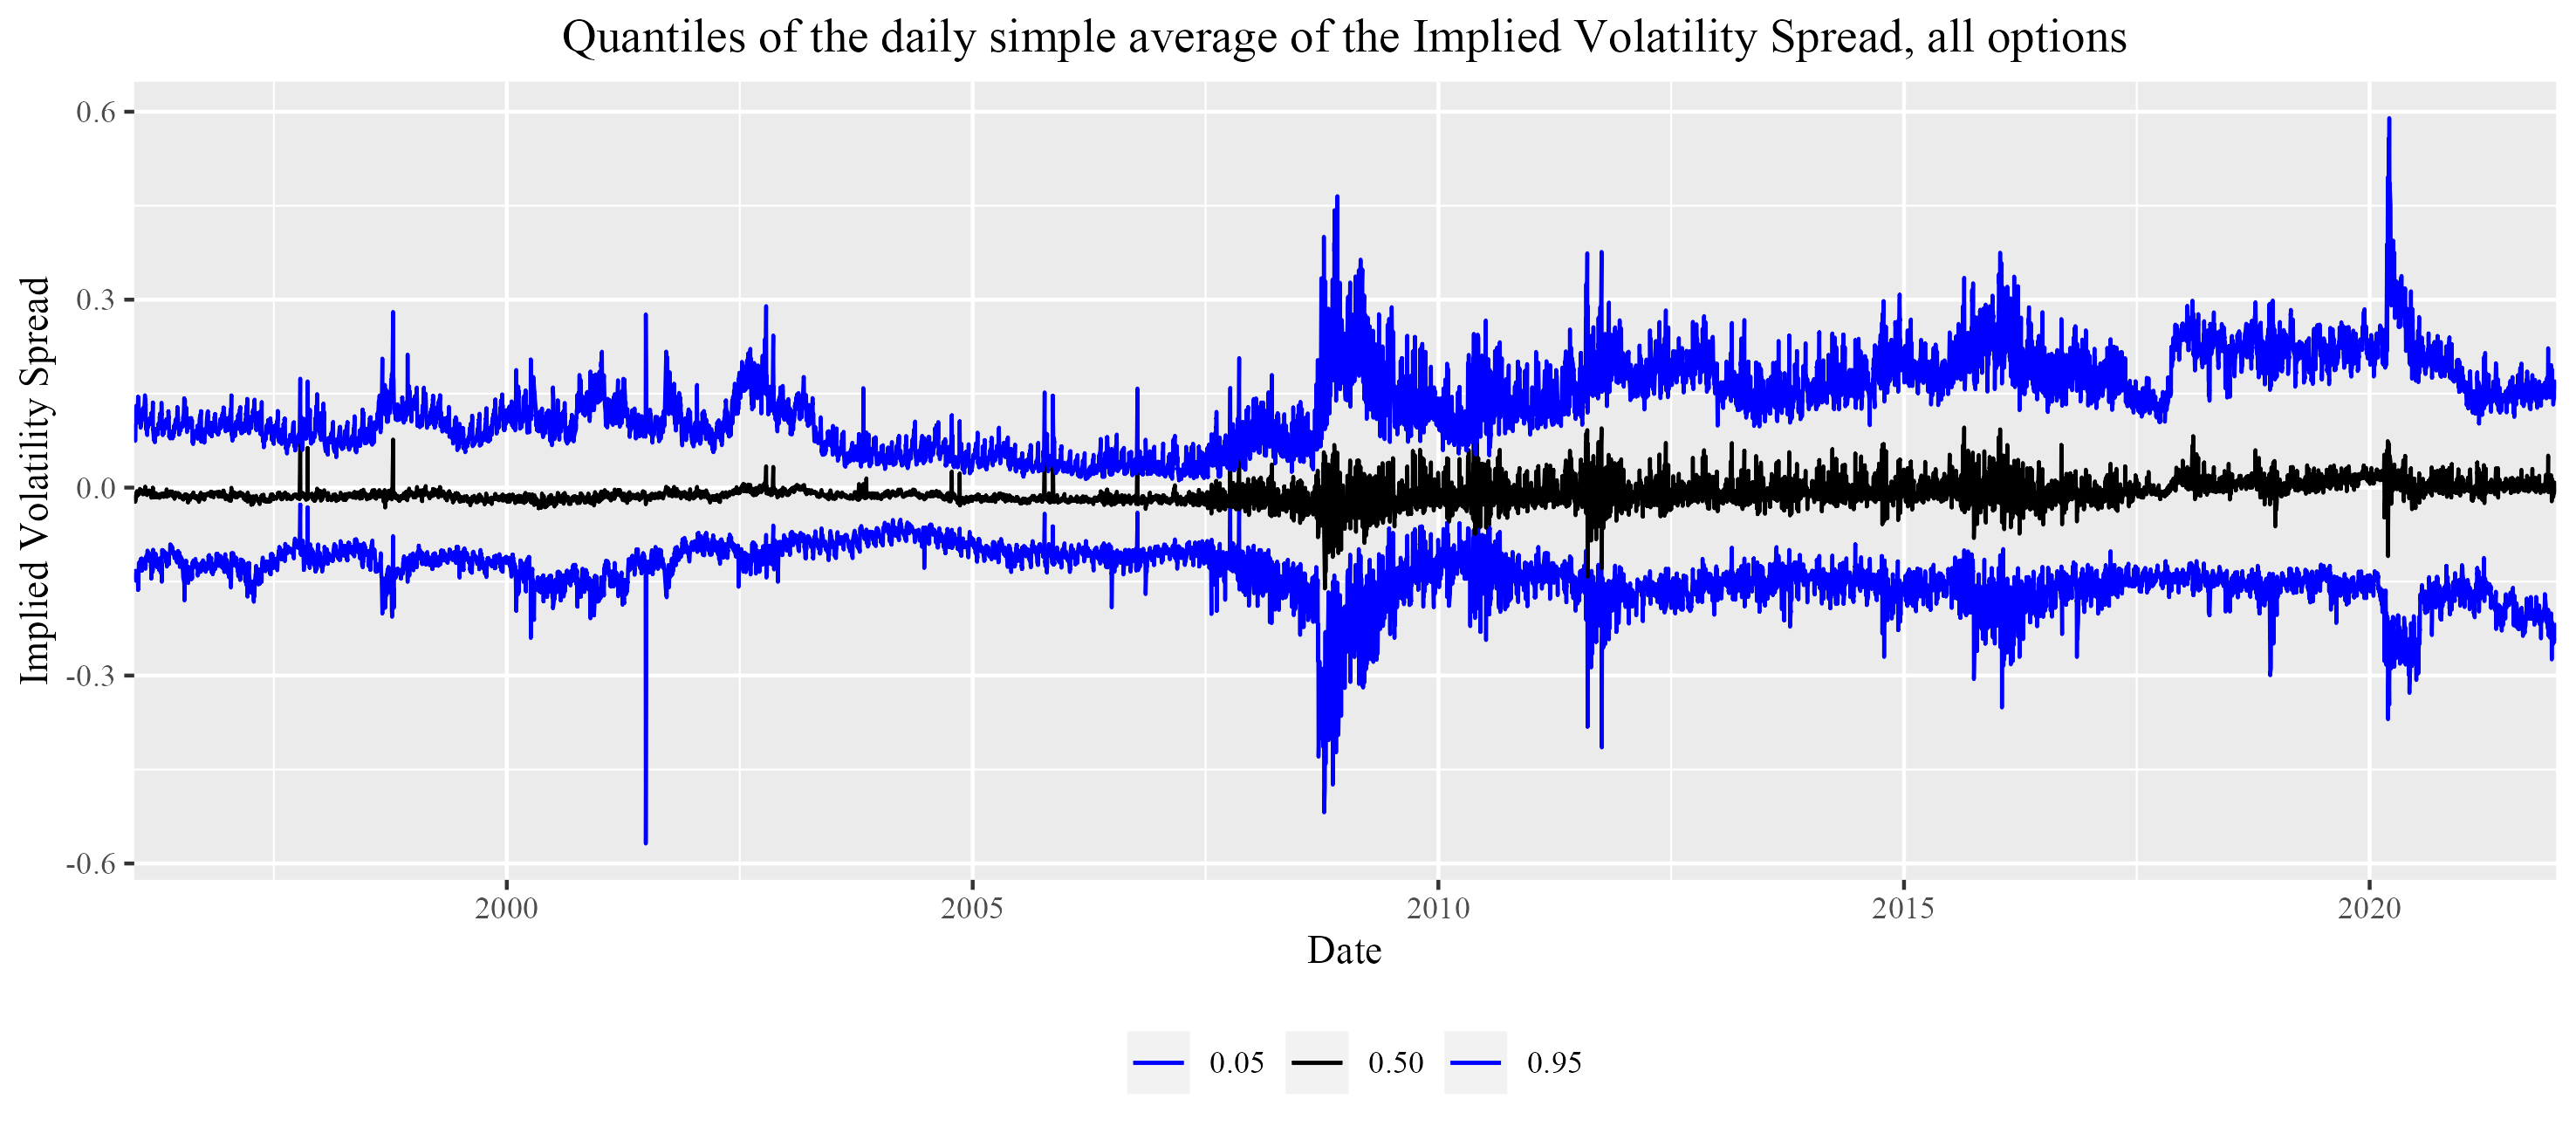 Quantiles of the daily simple average of the Implied Volatility Spread, all options
Implied Volatility Spread
0.6
0.3
0.0
-0.3
-0.6
2000 2005 2010 2015 2020
Date
0.05 0.50 0.95